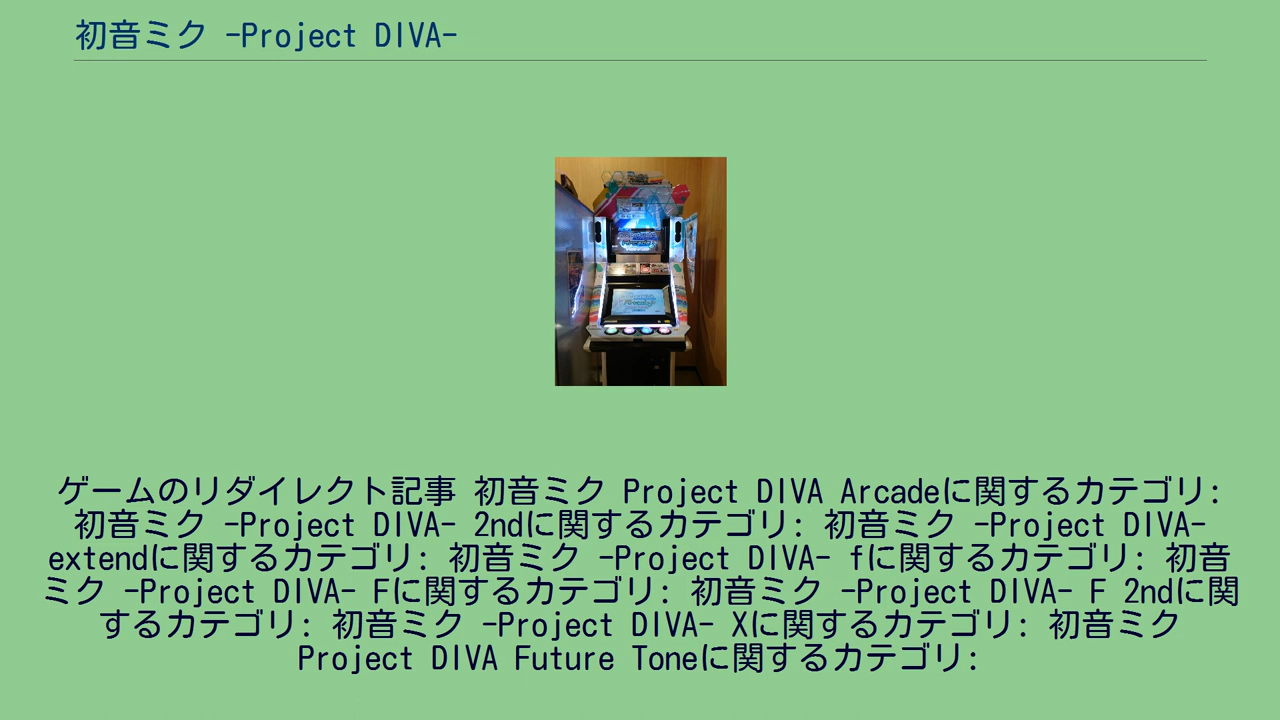 初音ミク -Project DIVA-
ゲームのリダイレクト記事 初音ミク Project DIVA Arcadeに関するカテゴリ:
初音ミク -Project DIVA- 2ndに関するカテゴリ: 初音ミク -Project DIVA-
extendに関するカテゴリ: 初音ミク -Project DIVA- fに関するカテゴリ: 初音
ミク -Project DIVA- Fに関するカテゴリ: 初音ミク -Project DIVA- F 2ndに関
するカテゴリ: 初音ミク -Project DIVA- Xに関するカテゴリ: 初音ミク
Project DIVA Future Toneに関するカテゴリ: